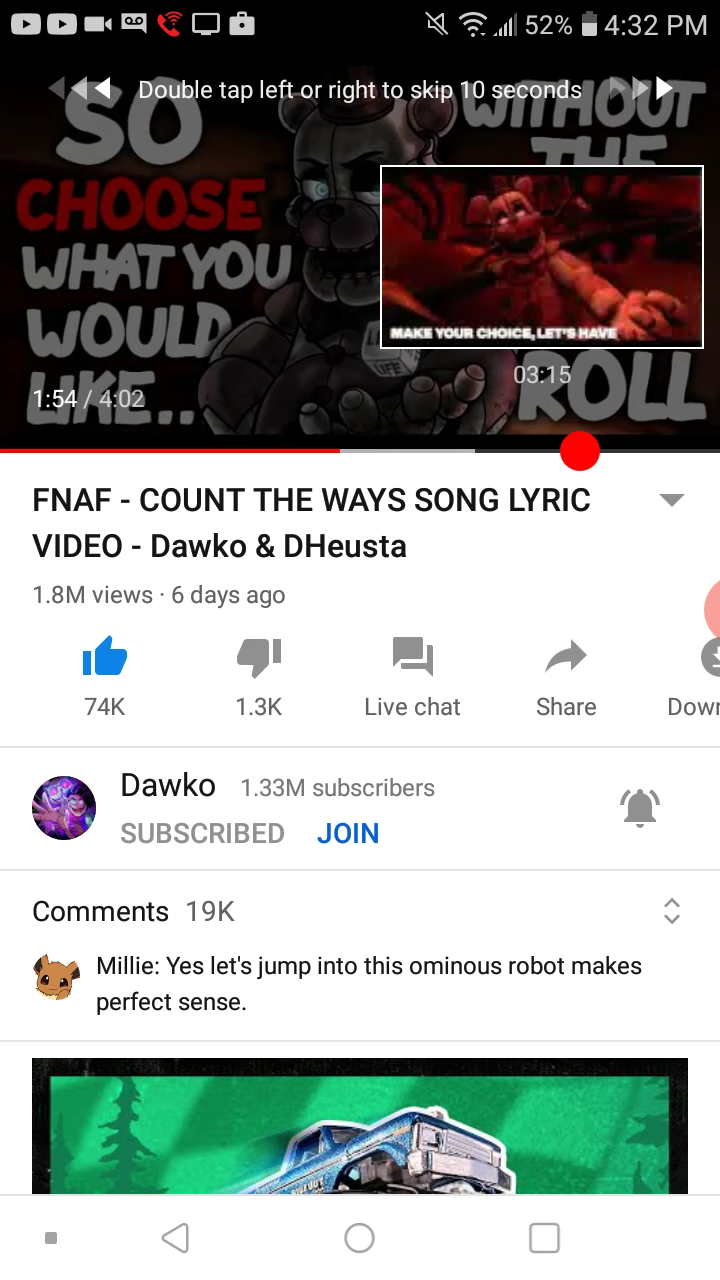 52% 4:32 PM
Double tap left or right to skip 10 seconds
SO
CHOOSE
WHAT YOU
WOULD
LIKE..
WITHOUT
THE
ROLL
LIFE
MAKE YOUR CHOICE, LET'S HAVE
03:15
1:54 / 4:02
FNAF - COUNT THE WAYS SONG LYRIC
VIDEO - Dawko & DHeusta
1.8M views · 6 days ago
74K
1.3K
Live chat
Share
Down
Dawko 1.33M subscribers
SUBSCRIBED JOIN
Comments 19K
Millie: Yes let's jump into this ominous robot makes
perfect sense.